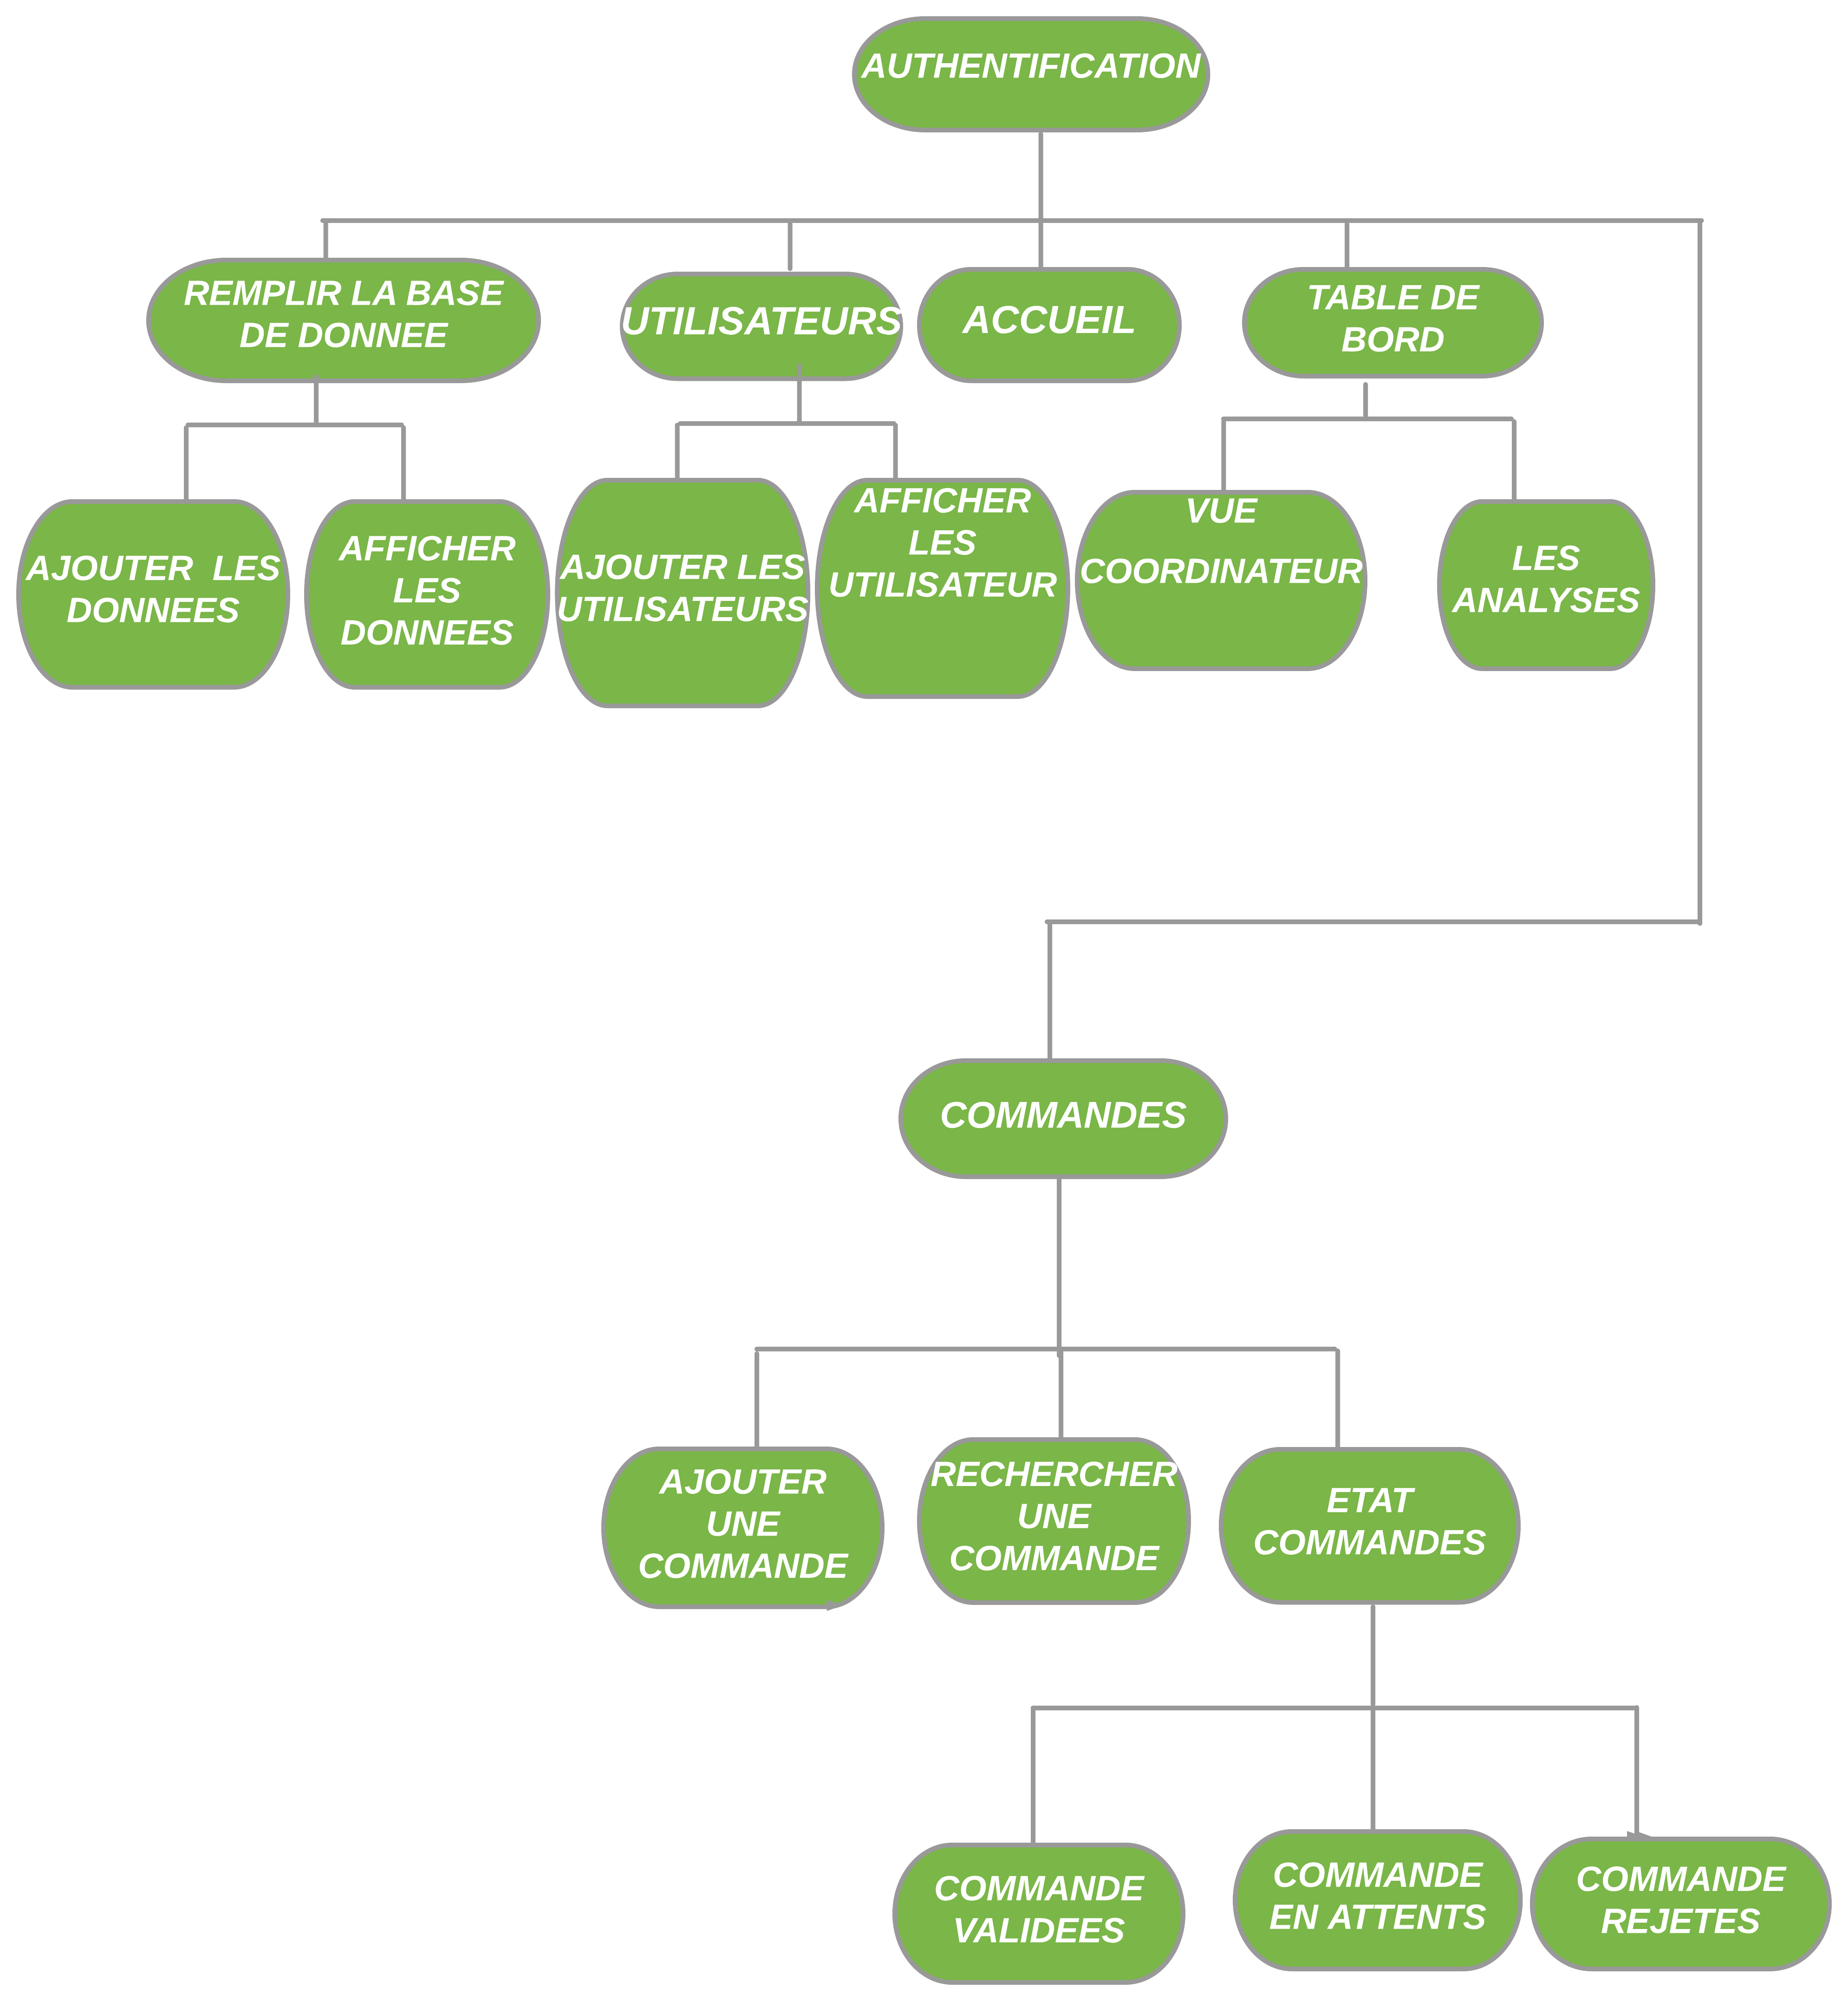 AUTHENTIFICATION
REMPLIR LA BASE
DE DONNEE
UTILISATEURS
ACCUEIL
TABLE DE
BORD
AJOUTER LES
DONNEES
AFFICHER
LES
DONNEES
AJOUTER LES
UTILISATEURS
AFFICHER
LES
UTILISATEUR
VUE
COORDINATEUR
LES
ANALYSES
COMMANDES
AJOUTER
UNE
COMMANDE
RECHERCHER
UNE
COMMANDE
ETAT
COMMANDES
COMMANDE
VALIDEES
COMMANDE
EN ATTENTS
COMMANDE
REJETES